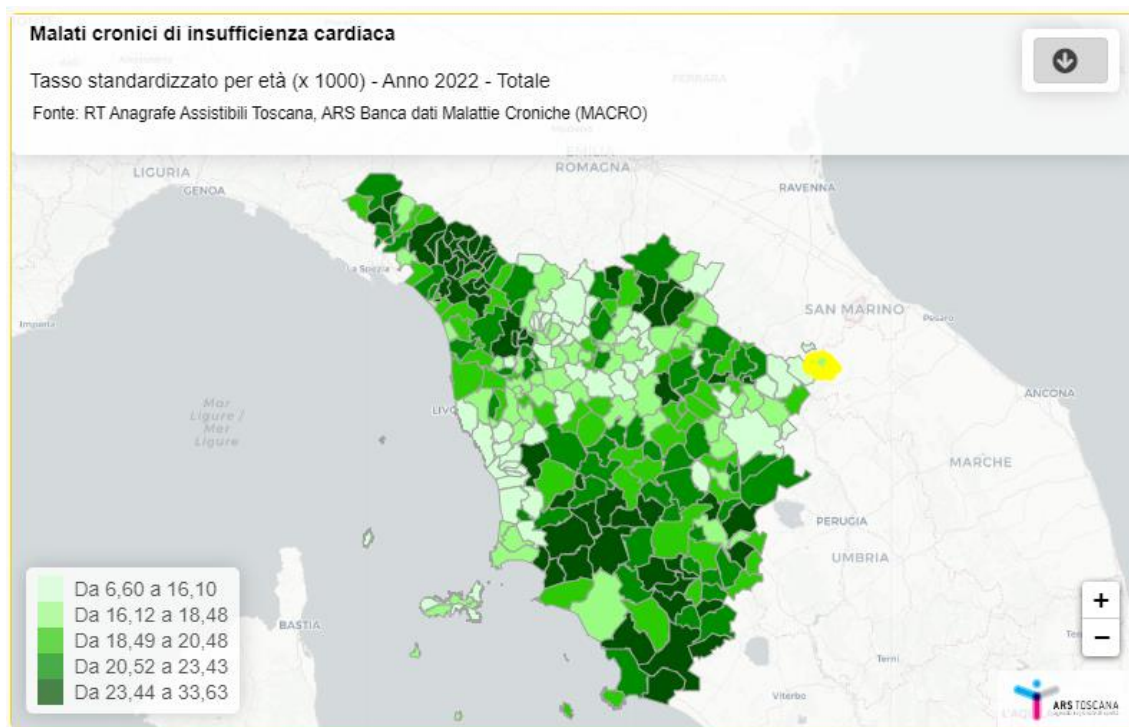 Malati cronici di insufficienza cardiaca
Tasso standardizzato per età (x 1000) - Anno 2022 - Totale
Fonte: RT Anagrafe Assistibili Toscana, ARS Banca dati Malattie Croniche (MACRO)
FERRARA
EMILIA
ROMAGNA
LIGURIA
GENOA
RAVENNA
La Spezia
SAN MARINO
Pesaro
Imperia
ANCONA
Mar
Ligure /
Mer
Ligure
LIVO
MARCHE
PERUGIA
UMBRIA
BASTIA
Terni
Viterbo
Da 6,60 a 16,10
Da 16,12 a 18,48
Da 18,49 a 20,48
Da 20,52 a 23,43
Da 23,44 a 33,63
+
−
ARS TOSCANA